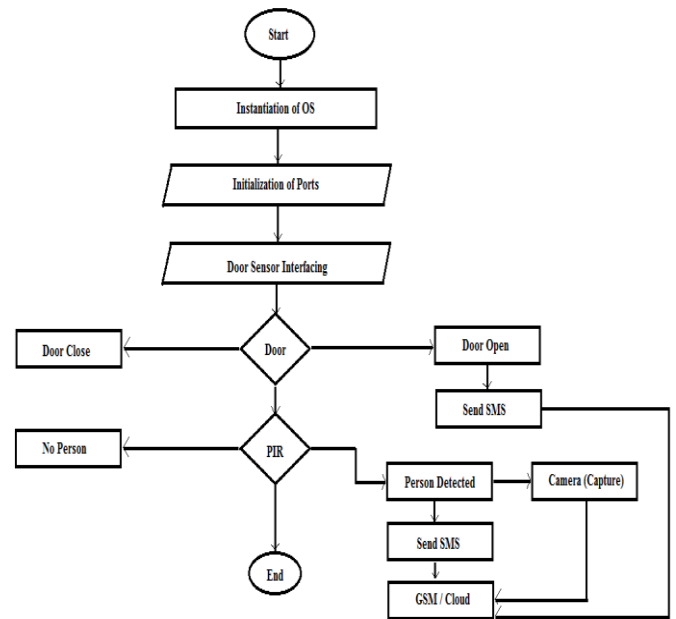 Start
Instantiation of OS
Initialization of Ports
Door Sensor Interfacing
Door Close
Door
Door Open
Send SMS
No Person
PIR
Person Detected
Camera (Capture)
Send SMS
End
GSM / Cloud